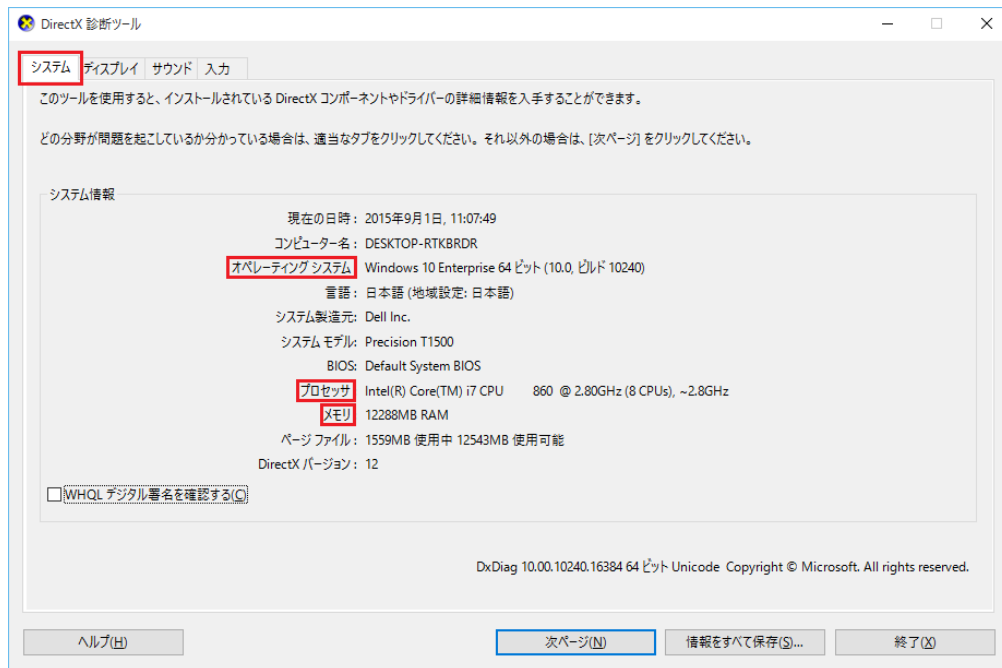 DirectX 診断ツール
システム ディスプレイ サウンド 入力
このツールを使用すると、インストールされている DirectX コンポーネントやドライバーの詳細情報を入手することができます。
どの分野が問題を起こしているか分かっている場合は、適当なタブをクリックしてください。それ以外の場合は、[次ページ] をクリックしてください。
システム情報
現在の日時: 2015年9月1日, 11:07:49
コンピューター名: DESKTOP-RTKBRDR
オペレーティング システム Windows 10 Enterprise 64 ビット (10.0, ビルド 10240)
言語: 日本語 (地域設定: 日本語)
システム製造元: Dell Inc.
システム モデル: Precision T1500
BIOS: Default System BIOS
プロセッサ Intel(R) Core(TM) i7 CPU 860 @ 2.80GHz (8 CPUs), ~2.8GHz
メモリ 12288MB RAM
ページ ファイル: 1559MB 使用中 12543MB 使用可能
DirectX バージョン: 12
WHQL デジタル署名を確認する(C)
DxDiag 10.00.10240.16384 64 ビット Unicode Copyright © Microsoft. All rights reserved.
ヘルプ(H) 次ページ(N) 情報をすべて保存(S)... 終了(X)